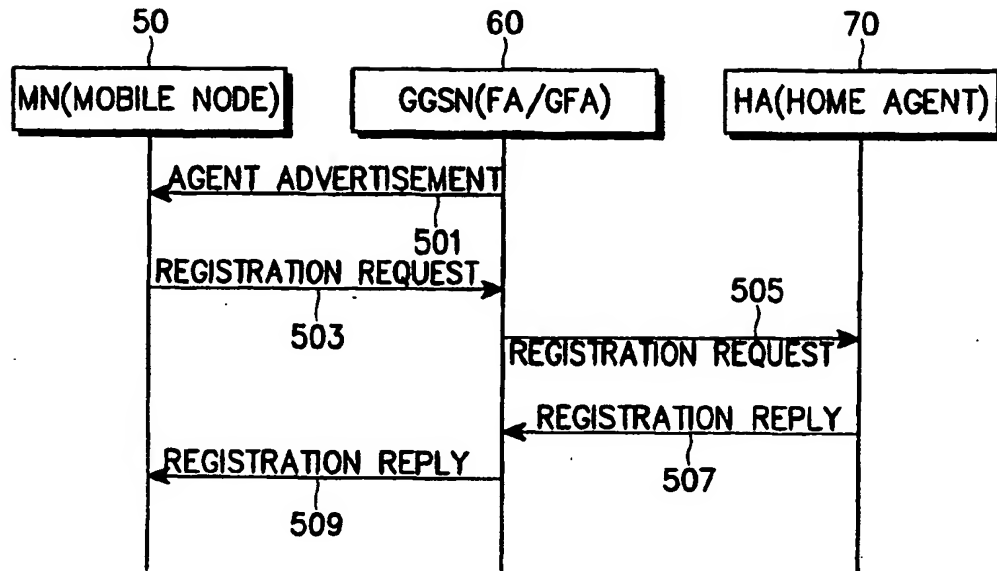 50
60
70
MN(MOBILE NODE)
GGSN(FA/GFA)
HA(HOME AGENT)
AGENT ADVERTISEMENT
501
REGISTRATION REQUEST
503
505
REGISTRATION REQUEST
REGISTRATION REPLY
507
REGISTRATION REPLY
509